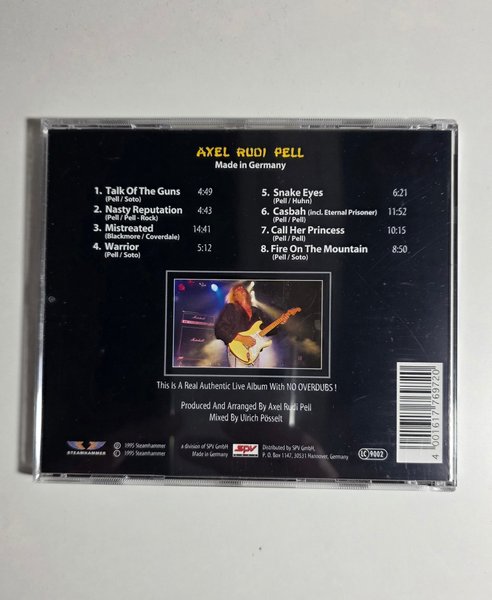 AXEL RUDI PELL
Made in Germany
1. Talk Of The Guns 4:49
(Pell / Soto)
2. Nasty Reputation 4:43
(Pell / Pell - Rock)
3. Mistreated 14:41
(Blackmore / Coverdale)
4. Warrior 5:12
(Pell / Soto)
5. Snake Eyes 6:21
(Pell / Huhn)
6. Casbah (incl. Eternal Prisoner) 11:52
(Pell / Pell)
7. Call Her Princess 10:15
(Pell / Pell)
8. Fire On The Mountain 8:50
(Pell / Soto)
This Is A Real Authentic Live Album With NO OVERDUBS !
Produced And Arranged By Axel Rudi Pell
Mixed By Ulrich Pösselt
STEAMHAMMER
℗ 1995 Steamhammer
© 1995 Steamhammer
a division of SPV GmbH
Made in Germany
SPV
Distributed by SPV GmbH,
P. O. Box 1147, 30531 Hannover, Germany
LC 9002
4 001617 769720